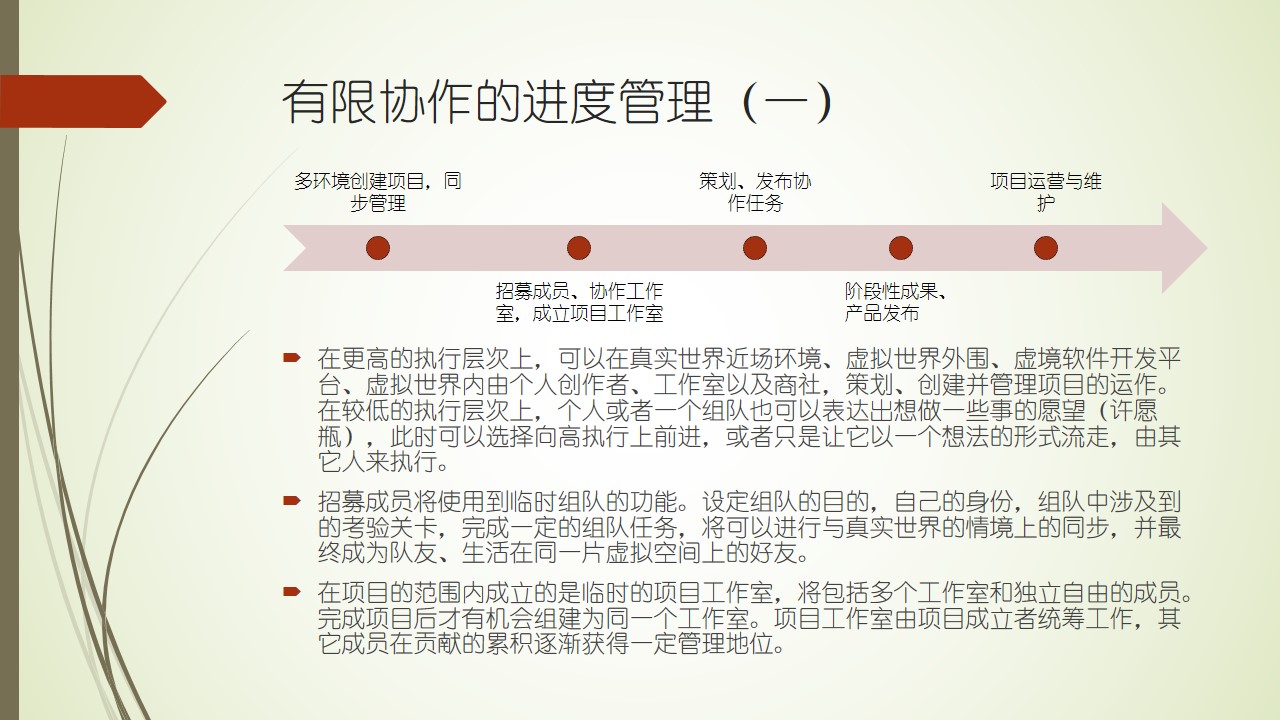 有限协作的进度管理（一）
多环境创建项目，同
步管理
策划、发布协
作任务
项目运营与维
护
招募成员、协作工作
室，成立项目工作室
阶段性成果、
产品发布
在更高的执行层次上，可以在真实世界近场环境、虚拟世界外围、虚境软件开发平
台、虚拟世界内由个人创作者、工作室以及商社，策划、创建并管理项目的运作。
在较低的执行层次上，个人或者一个组队也可以表达出想做一些事的愿望（许愿
瓶），此时可以选择向高执行上前进，或者只是让它以一个想法的形式流走，由其
它人来执行。
招募成员将使用到临时组队的功能。设定组队的目的，自己的身份，组队中涉及到
的考验关卡，完成一定的组队任务，将可以进行与真实世界的情境上的同步，并最
终成为队友、生活在同一片虚拟空间上的好友。
在项目的范围内成立的是临时的项目工作室，将包括多个工作室和独立自由的成员。
完成项目后才有机会组建为同一个工作室。项目工作室由项目成立者统筹工作，其
它成员在贡献的累积逐渐获得一定管理地位。